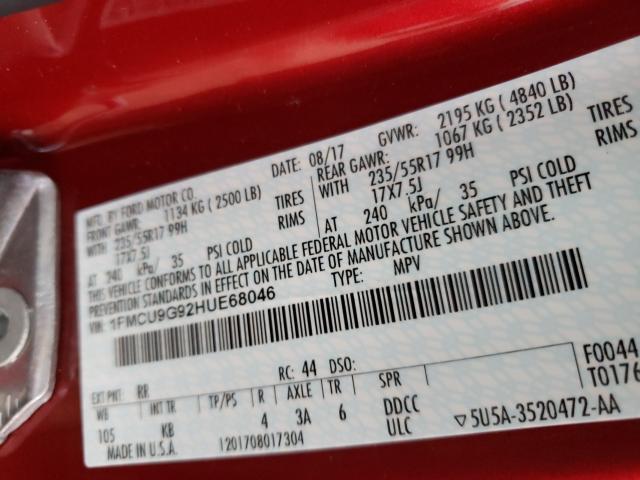 MFG. BY FORD MOTOR CO. DATE: 08/17 GVWR: 2195 KG ( 4840 LB)
FRONT GAWR: 1134 KG ( 2500 LB) REAR GAWR: 1067 KG ( 2352 LB)
WITH 235/55R17 99H TIRES WITH 235/55R17 99H TIRES
17X7.5J RIMS 17X7.5J RIMS
AT 240 kPa/ 35 PSI COLD AT 240 kPa/ 35 PSI COLD
THIS VEHICLE CONFORMS TO ALL APPLICABLE FEDERAL MOTOR VEHICLE SAFETY AND THEFT
PREVENTION STANDARDS IN EFFECT ON THE DATE OF MANUFACTURE SHOWN ABOVE.
VIN: 1FMCU9G92HUE68046 TYPE: MPV
EXT PNT: RR RC: 44 DSO: F0044
WB INT TR TP/PS R AXLE TR SPR T0176
105 KB 4 3A 6 DDCC
ULC ▽5U5A-3520472-AA
MADE IN U.S.A. 1201708017304